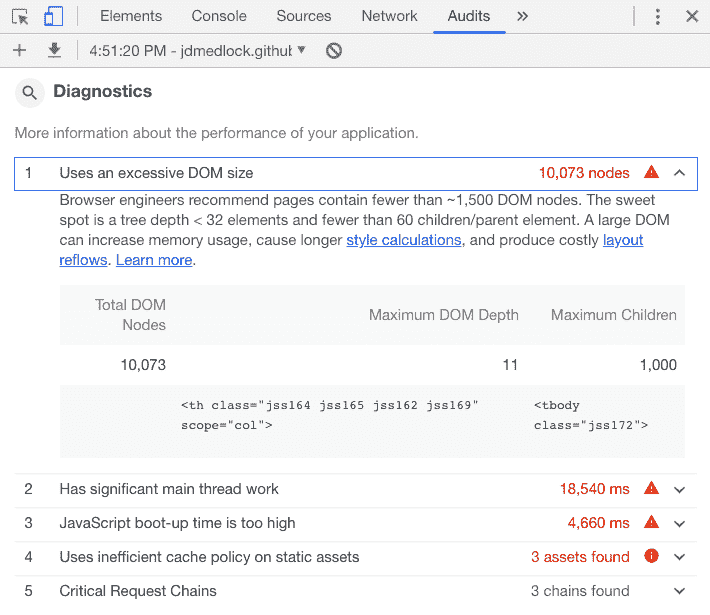 Elements Console Sources Network Audits »
4:51:20 PM - jdmedlock.github
Diagnostics
More information about the performance of your application.
1 Uses an excessive DOM size 10,073 nodes
Browser engineers recommend pages contain fewer than ~1,500 DOM nodes. The sweet
spot is a tree depth < 32 elements and fewer than 60 children/parent element. A large DOM
can increase memory usage, cause longer style calculations, and produce costly layout
reflows. Learn more.
Total DOM
Nodes
Maximum DOM Depth Maximum Children
10,073 11 1,000
<th class="jss164 jss165 jss162 jss169" <tbody
scope="col"> class="jss172">
2 Has significant main thread work 18,540 ms
3 JavaScript boot-up time is too high 4,660 ms
4 Uses inefficient cache policy on static assets 3 assets found
5 Critical Request Chains 3 chains found